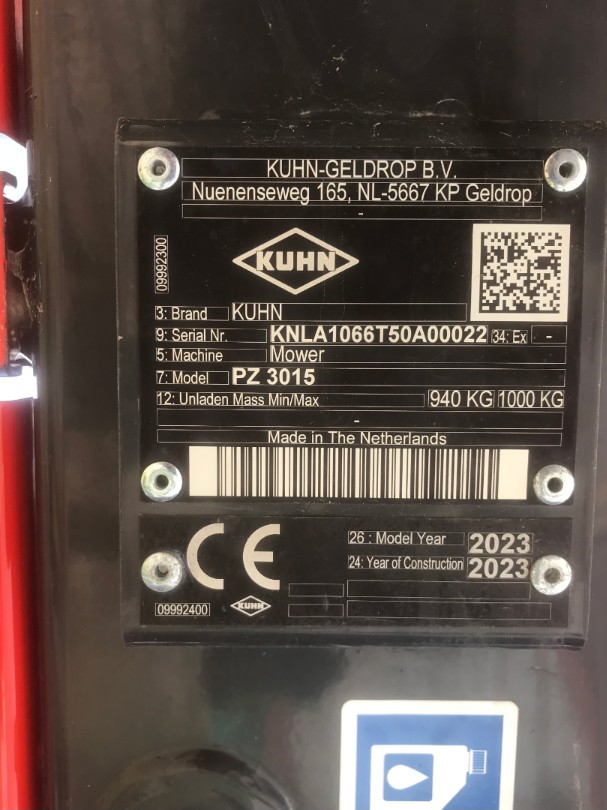 KUHN-GELDROP B.V.
Nuenenseweg 165, NL-5667 KP Geldrop
-
09992300
KUHN
3: Brand KUHN
9: Serial Nr. KNLA1066T50A00022 34: Ex -
5: Machine Mower
7: Model PZ 3015
12: Unladen Mass Min/Max 940 KG 1000 KG
-
Made in The Netherlands
CE
26 : Model Year 2023
24: Year of Construction 2023
09992400 KUHN